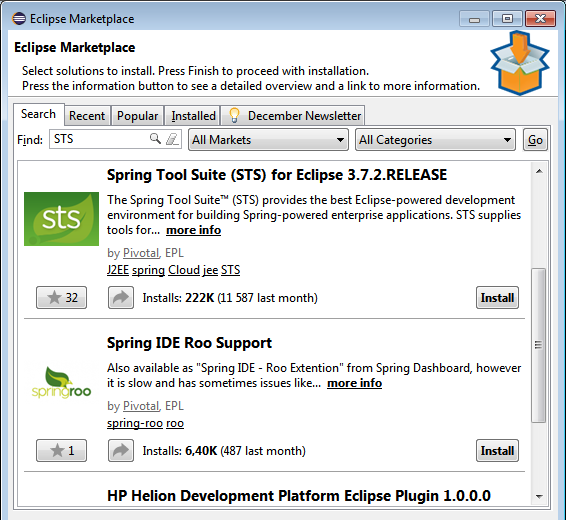 Eclipse Marketplace
Eclipse Marketplace
Select solutions to install. Press Finish to proceed with installation.
Press the information button to see a detailed overview and a link to more information.
Search Recent Popular Installed December Newsletter
Find: STS All Markets All Categories Go
Spring Tool Suite (STS) for Eclipse 3.7.2.RELEASE
sts
The Spring Tool Suite™ (STS) provides the best Eclipse-powered development
environment for building Spring-powered enterprise applications. STS supplies
tools for... more info
by Pivotal, EPL
J2EE spring Cloud jee STS
32 Installs: 222K (11 587 last month) Install
Spring IDE Roo Support
springroo
Also available as "Spring IDE - Roo Extention" from Spring Dashboard, however
it is slow and has sometimes issues like... more info
by Pivotal, EPL
spring-roo roo
1 Installs: 6,40K (487 last month) Install
HP Helion Development Platform Eclipse Plugin 1.0.0.0